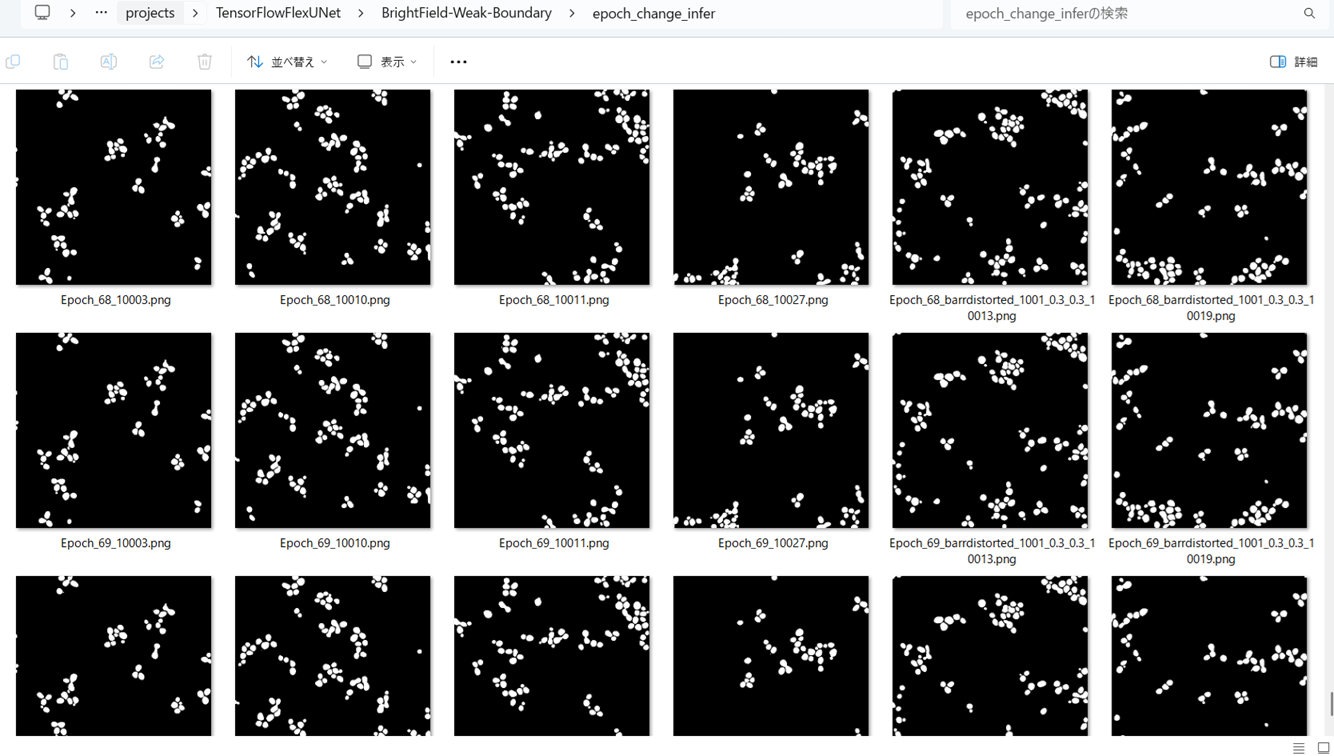 projects TensorFlowFlexUNet BrightField-Weak-Boundary epoch_change_infer epoch_change_inferの検索
並べ替え 表示 詳細
Epoch_68_10003.png Epoch_68_10010.png Epoch_68_10011.png Epoch_68_10027.png Epoch_68_barrdistorted_1001_0.3_0.3_1 Epoch_68_barrdistorted_1001_0.3_0.3_1
0013.png 0019.png
Epoch_69_10003.png Epoch_69_10010.png Epoch_69_10011.png Epoch_69_10027.png Epoch_69_barrdistorted_1001_0.3_0.3_1 Epoch_69_barrdistorted_1001_0.3_0.3_1
0013.png 0019.png